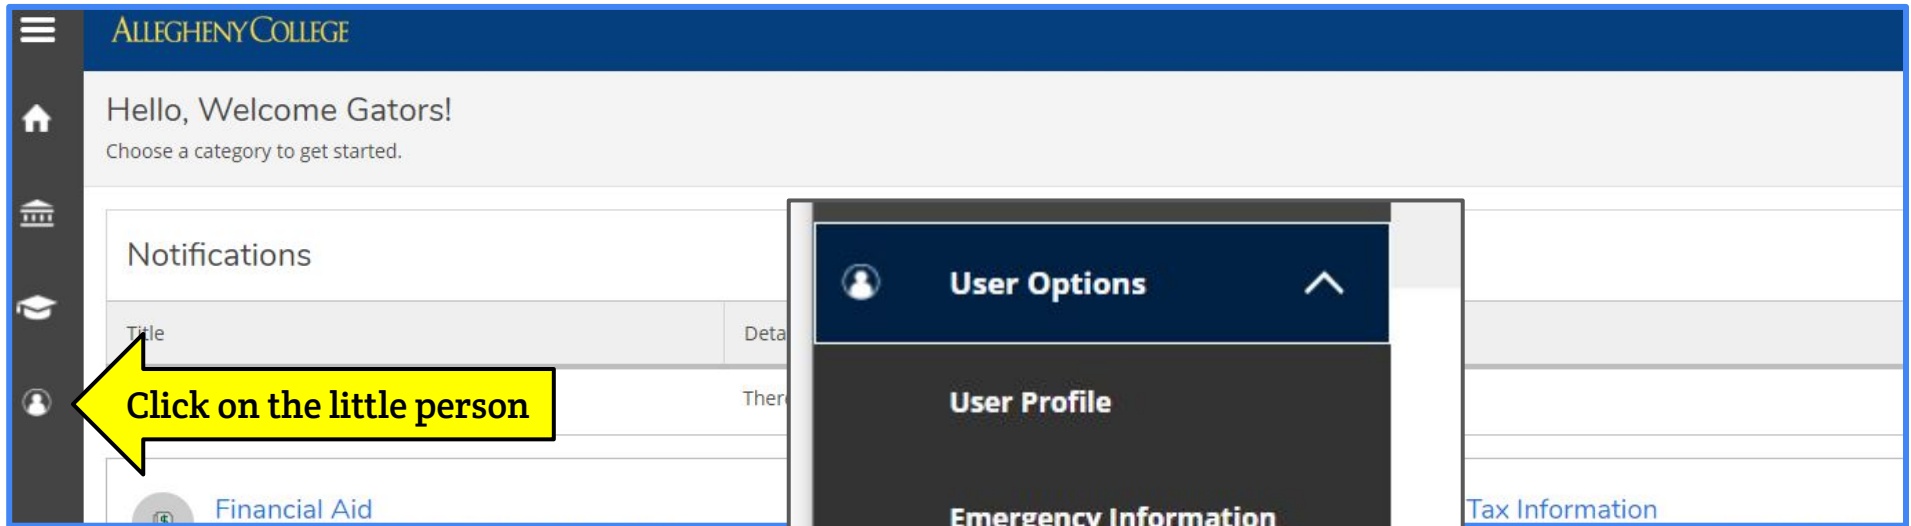 ALLEGHENY COLLEGE
Hello, Welcome Gators!
Choose a category to get started.
Notifications
Title
Click on the little person
Financial Aid
User Options
User Profile
Emergency Information
Tax Information